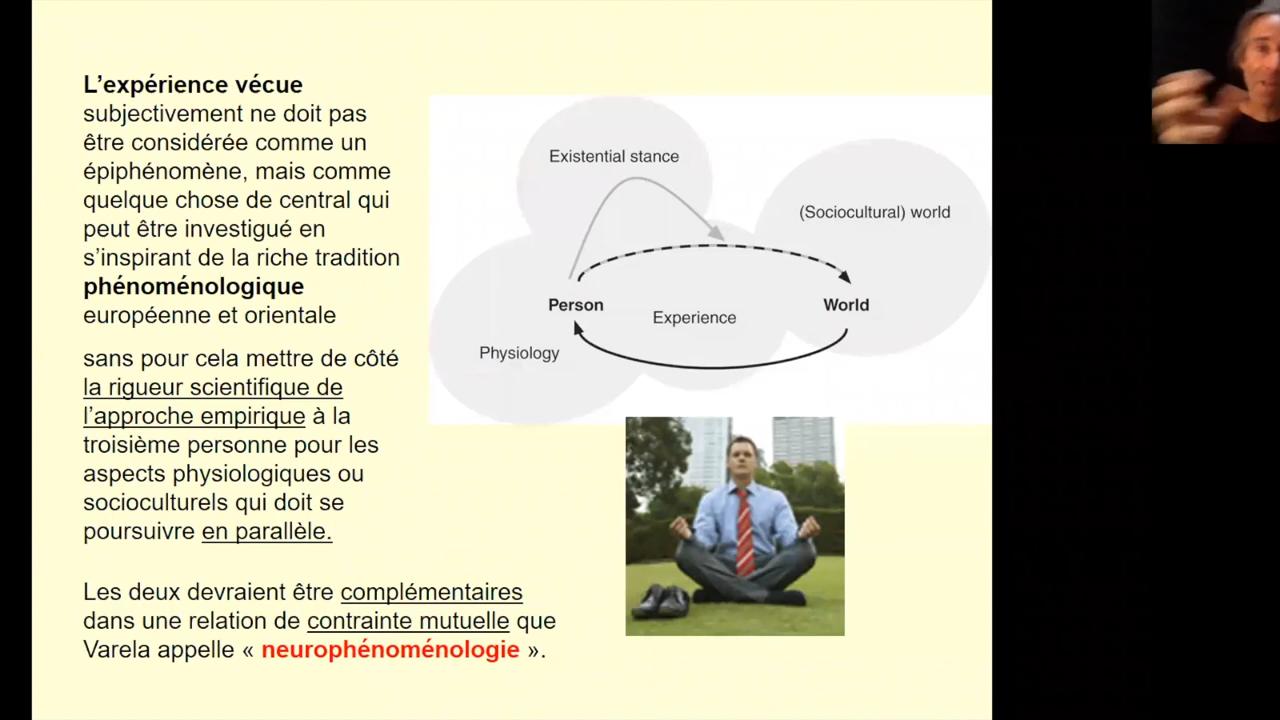 L’expérience vécue
subjectivement ne doit pas
être considérée comme un
épiphénomène, mais comme
quelque chose de central qui
peut être investigué en
s’inspirant de la riche tradition
phénoménologique
européenne et orientale
sans pour cela mettre de côté
la rigueur scientifique de
l’approche empirique à la
troisième personne pour les
aspects physiologiques ou
socioculturels qui doit se
poursuivre en parallèle.
Les deux devraient être complémentaires
dans une relation de contrainte mutuelle que
Varela appelle « neurophénoménologie ».
Existential stance
(Sociocultural) world
Person
World
Experience
Physiology